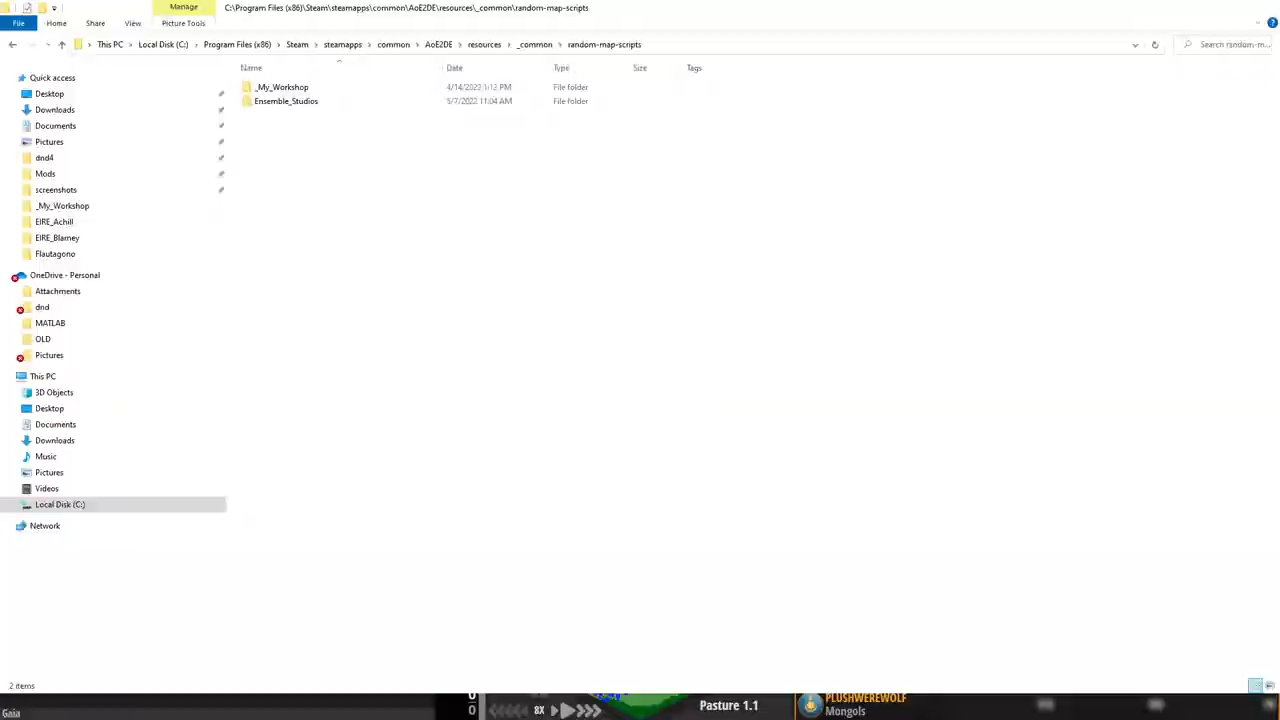 Manage
C:\Program Files (x86)\Steam\steamapps\common\AoE2DE\resources\_common\random-map-scripts
File Home Share View Picture Tools
This PC Local Disk (C:) Program Files (x86) Steam steamapps common AoE2DE resources _common random-map-scripts
Search random-m...
Name Date Type Size Tags
_My_Workshop 4/14/2023 1:13 PM File folder
Ensemble_Studios 5/7/2022 11:04 AM File folder
Quick access
Desktop
Downloads
Documents
Pictures
dnd4
Mods
screenshots
_My_Workshop
EIRE_Achill
EIRE_Blarney
Flautagono
OneDrive - Personal
Attachments
dnd
MATLAB
OLD
Pictures
This PC
3D Objects
Desktop
Documents
Downloads
Music
Pictures
Videos
Local Disk (C:)
Network
2 items
Gaia
0
0
8X
Pasture 1.1
PLUSHWEREWOLF
Mongols